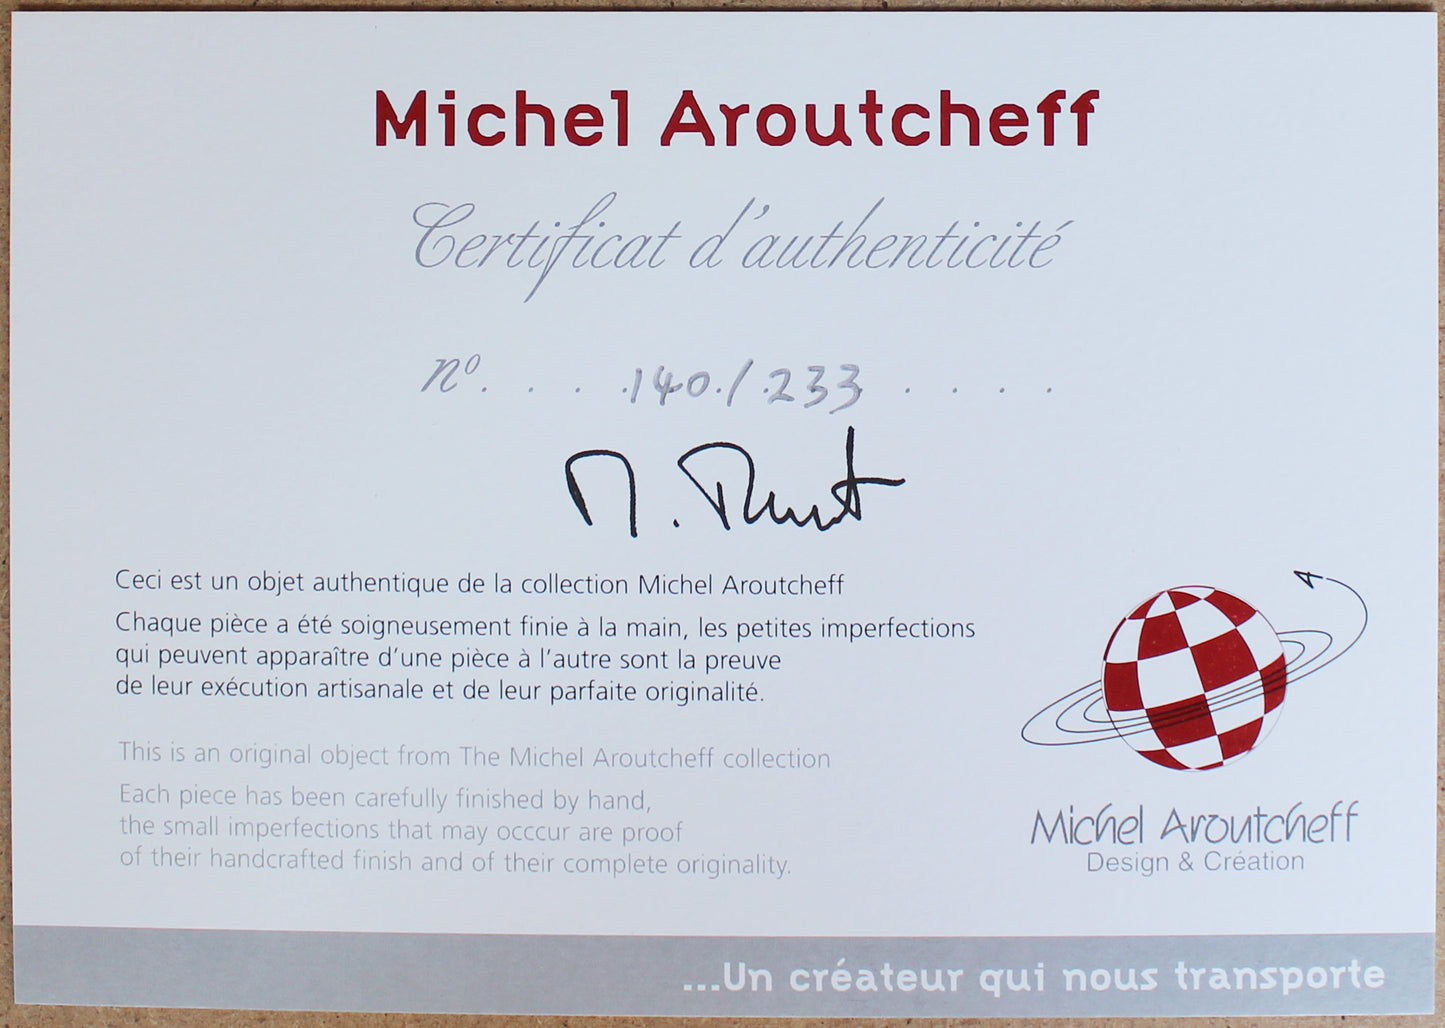 Michel Aroutcheff
Certificat d'authenticité
n°. . . . 140/233 . . . .
Ceci est un objet authentique de la collection Michel Aroutcheff
Chaque pièce a été soigneusement finie à la main, les petites imperfections
qui peuvent apparaître d'une pièce à l'autre sont la preuve
de leur exécution artisanale et de leur parfaite originalité.
This is an original object from The Michel Aroutcheff collection
Each piece has been carefully finished by hand,
the small imperfections that may occcur are proof
of their handcrafted finish and of their complete originality.
Michel Aroutcheff
Design & Création
...Un créateur qui nous transporte